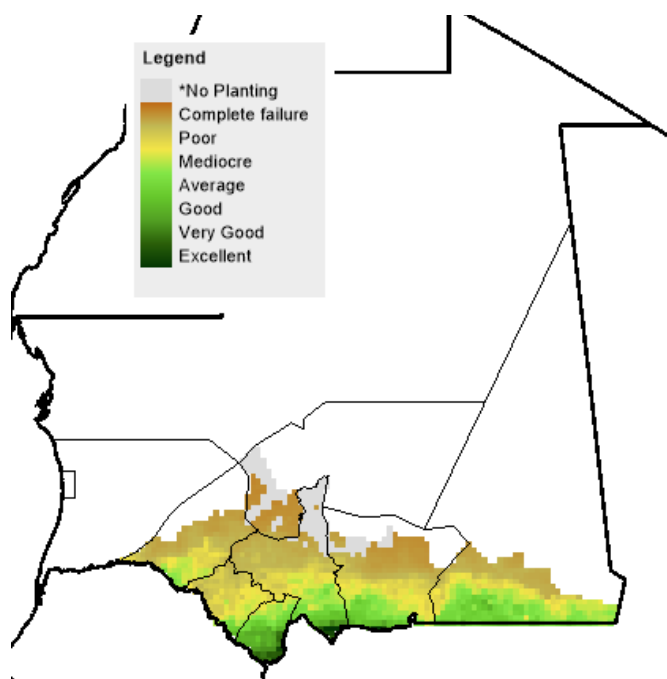 Legend
*No Planting
Complete failure
Poor
Mediocre
Average
Good
Very Good
Excellent